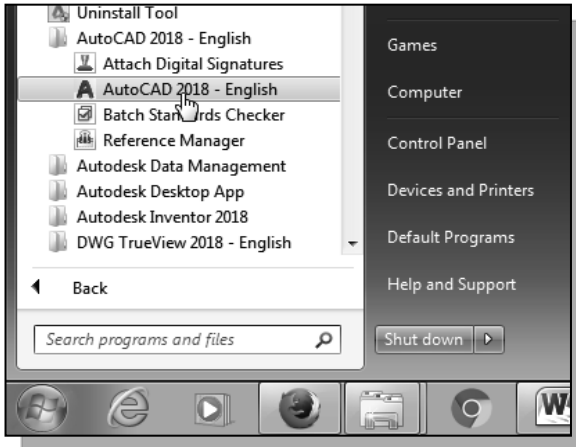 Uninstall Tool
AutoCAD 2018 - English
Attach Digital Signatures
AutoCAD 2018 - English
Batch Standards Checker
Reference Manager
Autodesk Data Management
Autodesk Desktop App
Autodesk Inventor 2018
DWG TrueView 2018 - English
Back
Search programs and files
Games
Computer
Control Panel
Devices and Printers
Default Programs
Help and Support
Shut down
W